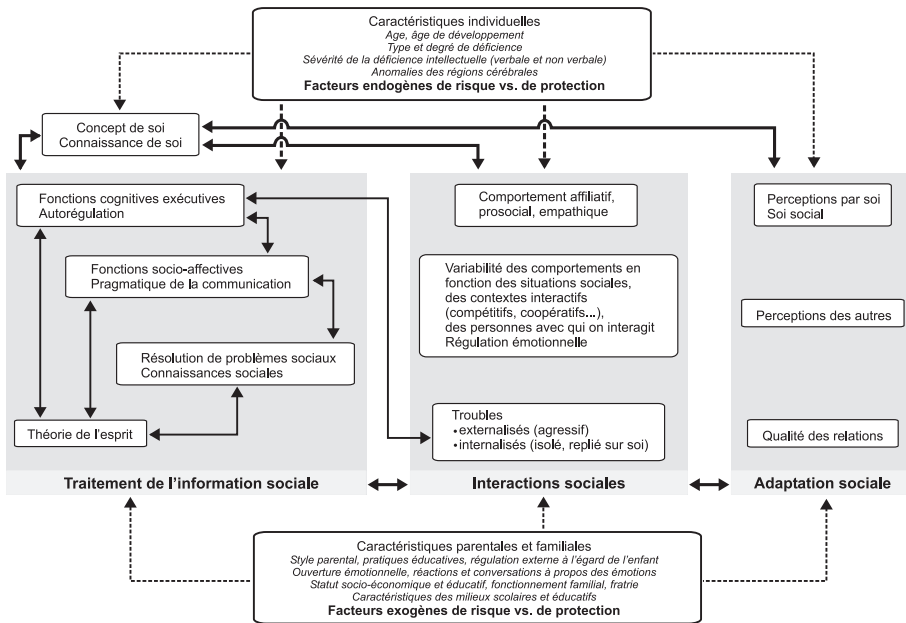 Caractéristiques individuelles
Age, âge de développement
Type et degré de déficience
Sévérité de la déficience intellectuelle (verbale et non verbale)
Anomalies des régions cérébrales
Facteurs endogènes de risque vs. de protection
Concept de soi
Connaissance de soi
Fonctions cognitives exécutives
Autorégulation
Fonctions socio-affectives
Pragmatique de la communication
Résolution de problèmes sociaux
Connaissances sociales
Théorie de l'esprit
Traitement de l'information sociale
Comportement affiliatif,
prosocial, empathique
Variabilité des comportements en
fonction des situations sociales,
des contextes interactifs
(compétitifs, coopératifs...),
des personnes avec qui on interagit
Régulation émotionnelle
Troubles
•externalisés (agressif)
•internalisés (isolé, replié sur soi)
Interactions sociales
Perceptions par soi
Soi social
Perceptions des autres
Qualité des relations
Adaptation sociale
Caractéristiques parentales et familiales
Style parental, pratiques éducatives, régulation externe à l'égard de l'enfant
Ouverture émotionnelle, réactions et conversations à propos des émotions
Statut socio-économique et éducatif, fonctionnement familial, fratrie
Caractéristiques des milieux scolaires et éducatifs
Facteurs exogènes de risque vs. de protection